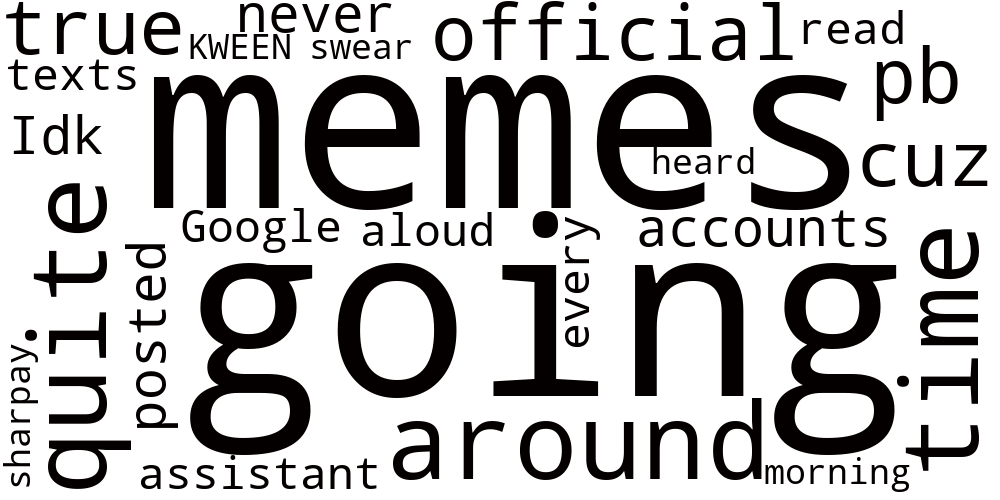 true
never
KWEEN
swear
official
read
texts
memes
pb
Idk
heard
cuz
quite
Google
aloud
every
accounts
posted
going
time
sharpay
around
assistant
morning